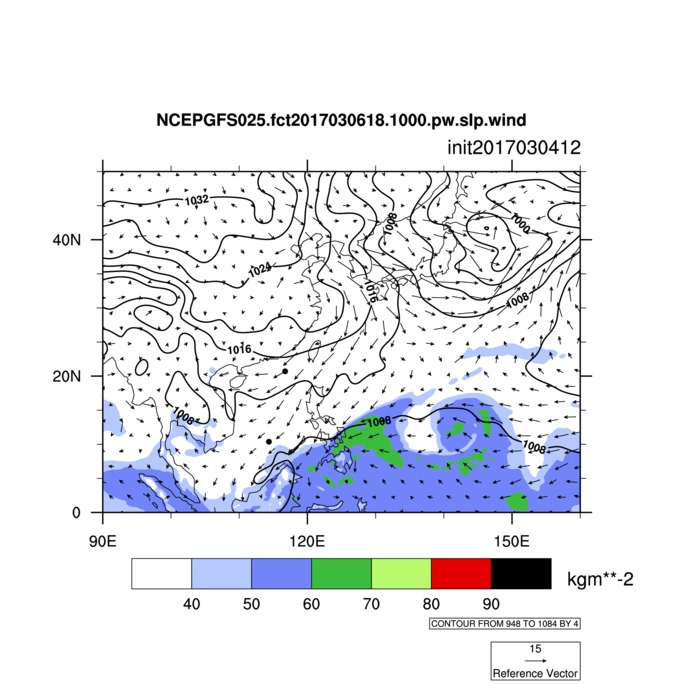 NCEPGFS025.fct2017030618.1000.pw.slp.wind
init2017030412
1032
1008
1000
40N
1024
1016
1008
1016
20N
1008
1008
1008
0
90E 120E 150E
kgm**-2
40 50 60 70 80 90
CONTOUR FROM 948 TO 1084 BY 4
15
Reference Vector